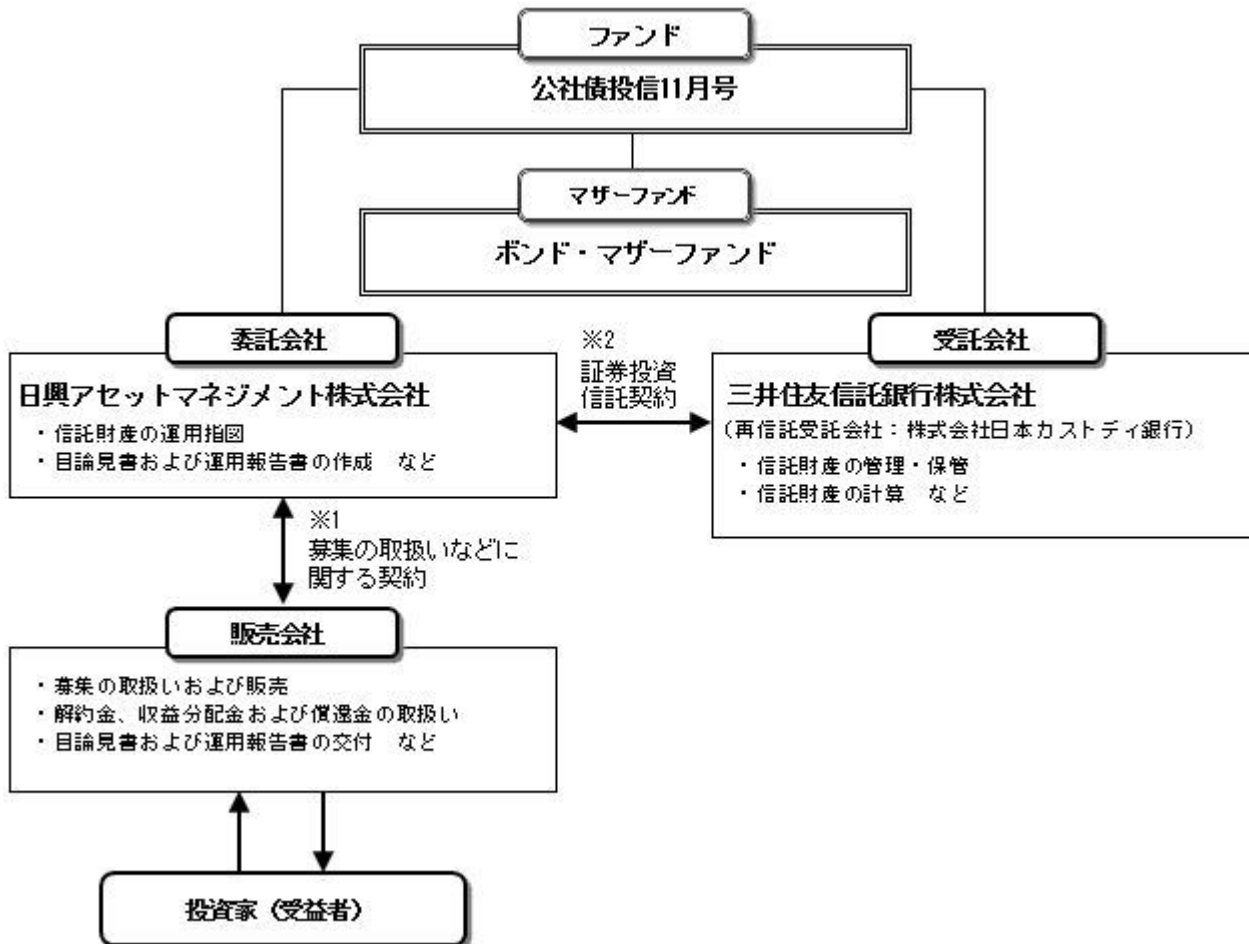 ファンド
公社債投信11月号
マザーファンド
ボンド・マザーファンド
委託会社
日興アセットマネジメント株式会社
・信託財産の運用指図
・目論見書および運用報告書の作成 など
※2
証券投資
信託契約
受託会社
三井住友信託銀行株式会社
(再信託受託会社:株式会社日本カストディ銀行)
・信託財産の管理・保管
・信託財産の計算 など
※1
募集の取扱いなどに
関する契約
販売会社
・募集の取扱いおよび販売
・解約金、収益分配金および償還金の取扱い
・目論見書および運用報告書の交付 など
投資家(受益者)